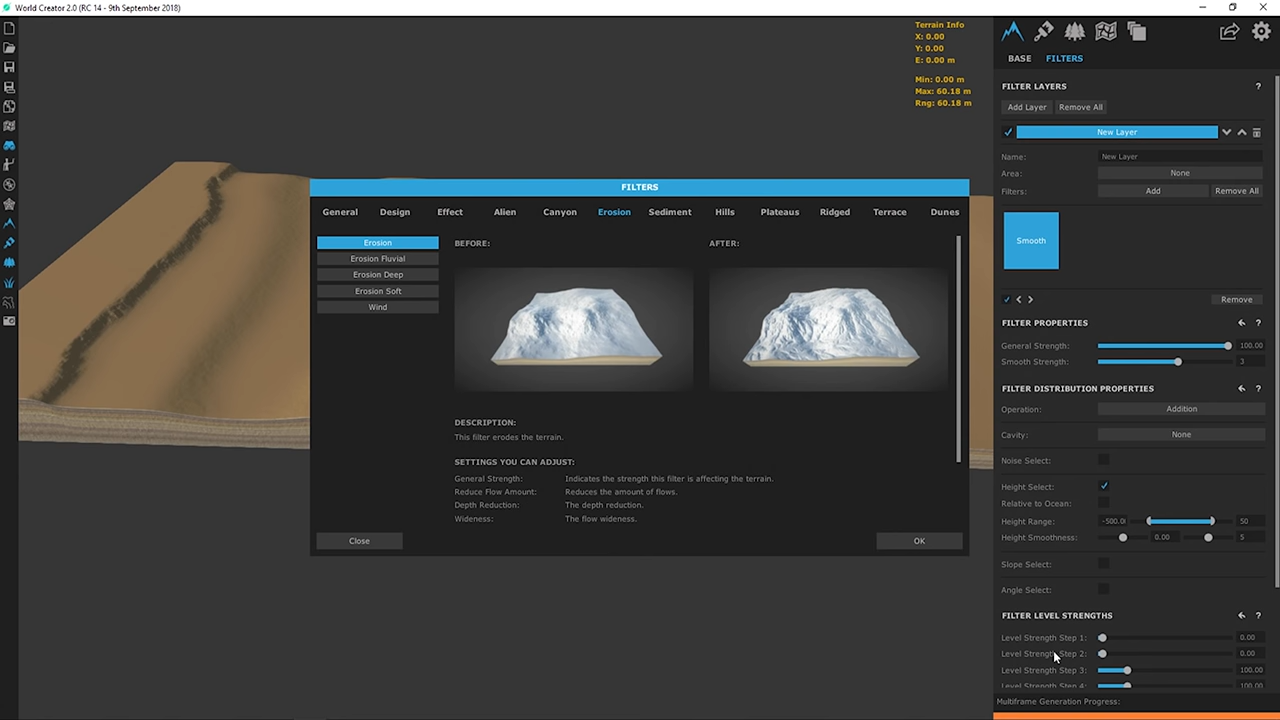 World Creator 2.0 (RC 14 - 9th September 2018)
Terrain Info
X: 0.00
Y: 0.00
E: 0.00 m
Min: 0.00 m
Max: 60.18 m
Rng: 60.18 m
BASE FILTERS
FILTER LAYERS ?
Add Layer Remove All
New Layer
Name: New Layer
Area: None
Filters: Add Remove All
Smooth
Remove
FILTER PROPERTIES ?
General Strength: 100.00
Smooth Strength: 3
FILTER DISTRIBUTION PROPERTIES ?
Operation: Addition
Cavity: None
Noise Select:
Height Select:
Relative to Ocean:
Height Range: -500.0 50
Height Smoothness: 0.00 5
Slope Select:
Angle Select:
FILTER LEVEL STRENGTHS ?
Level Strength Step 1: 0.00
Level Strength Step 2: 0.00
Level Strength Step 3: 100.00
Level Strength Step 4: 100.00
Multiframe Generation Progress:
FILTERS
General Design Effect Alien Canyon Erosion Sediment Hills Plateaus Ridged Terrace Dunes
Erosion
Erosion Fluvial
Erosion Deep
Erosion Soft
Wind
BEFORE: AFTER:
DESCRIPTION:
This filter erodes the terrain.
SETTINGS YOU CAN ADJUST:
General Strength: Indicates the strength this filter is affecting the terrain.
Reduce Flow Amount: Reduces the amount of flows.
Depth Reduction: The depth reduction.
Wideness: The flow wideness.
Close OK